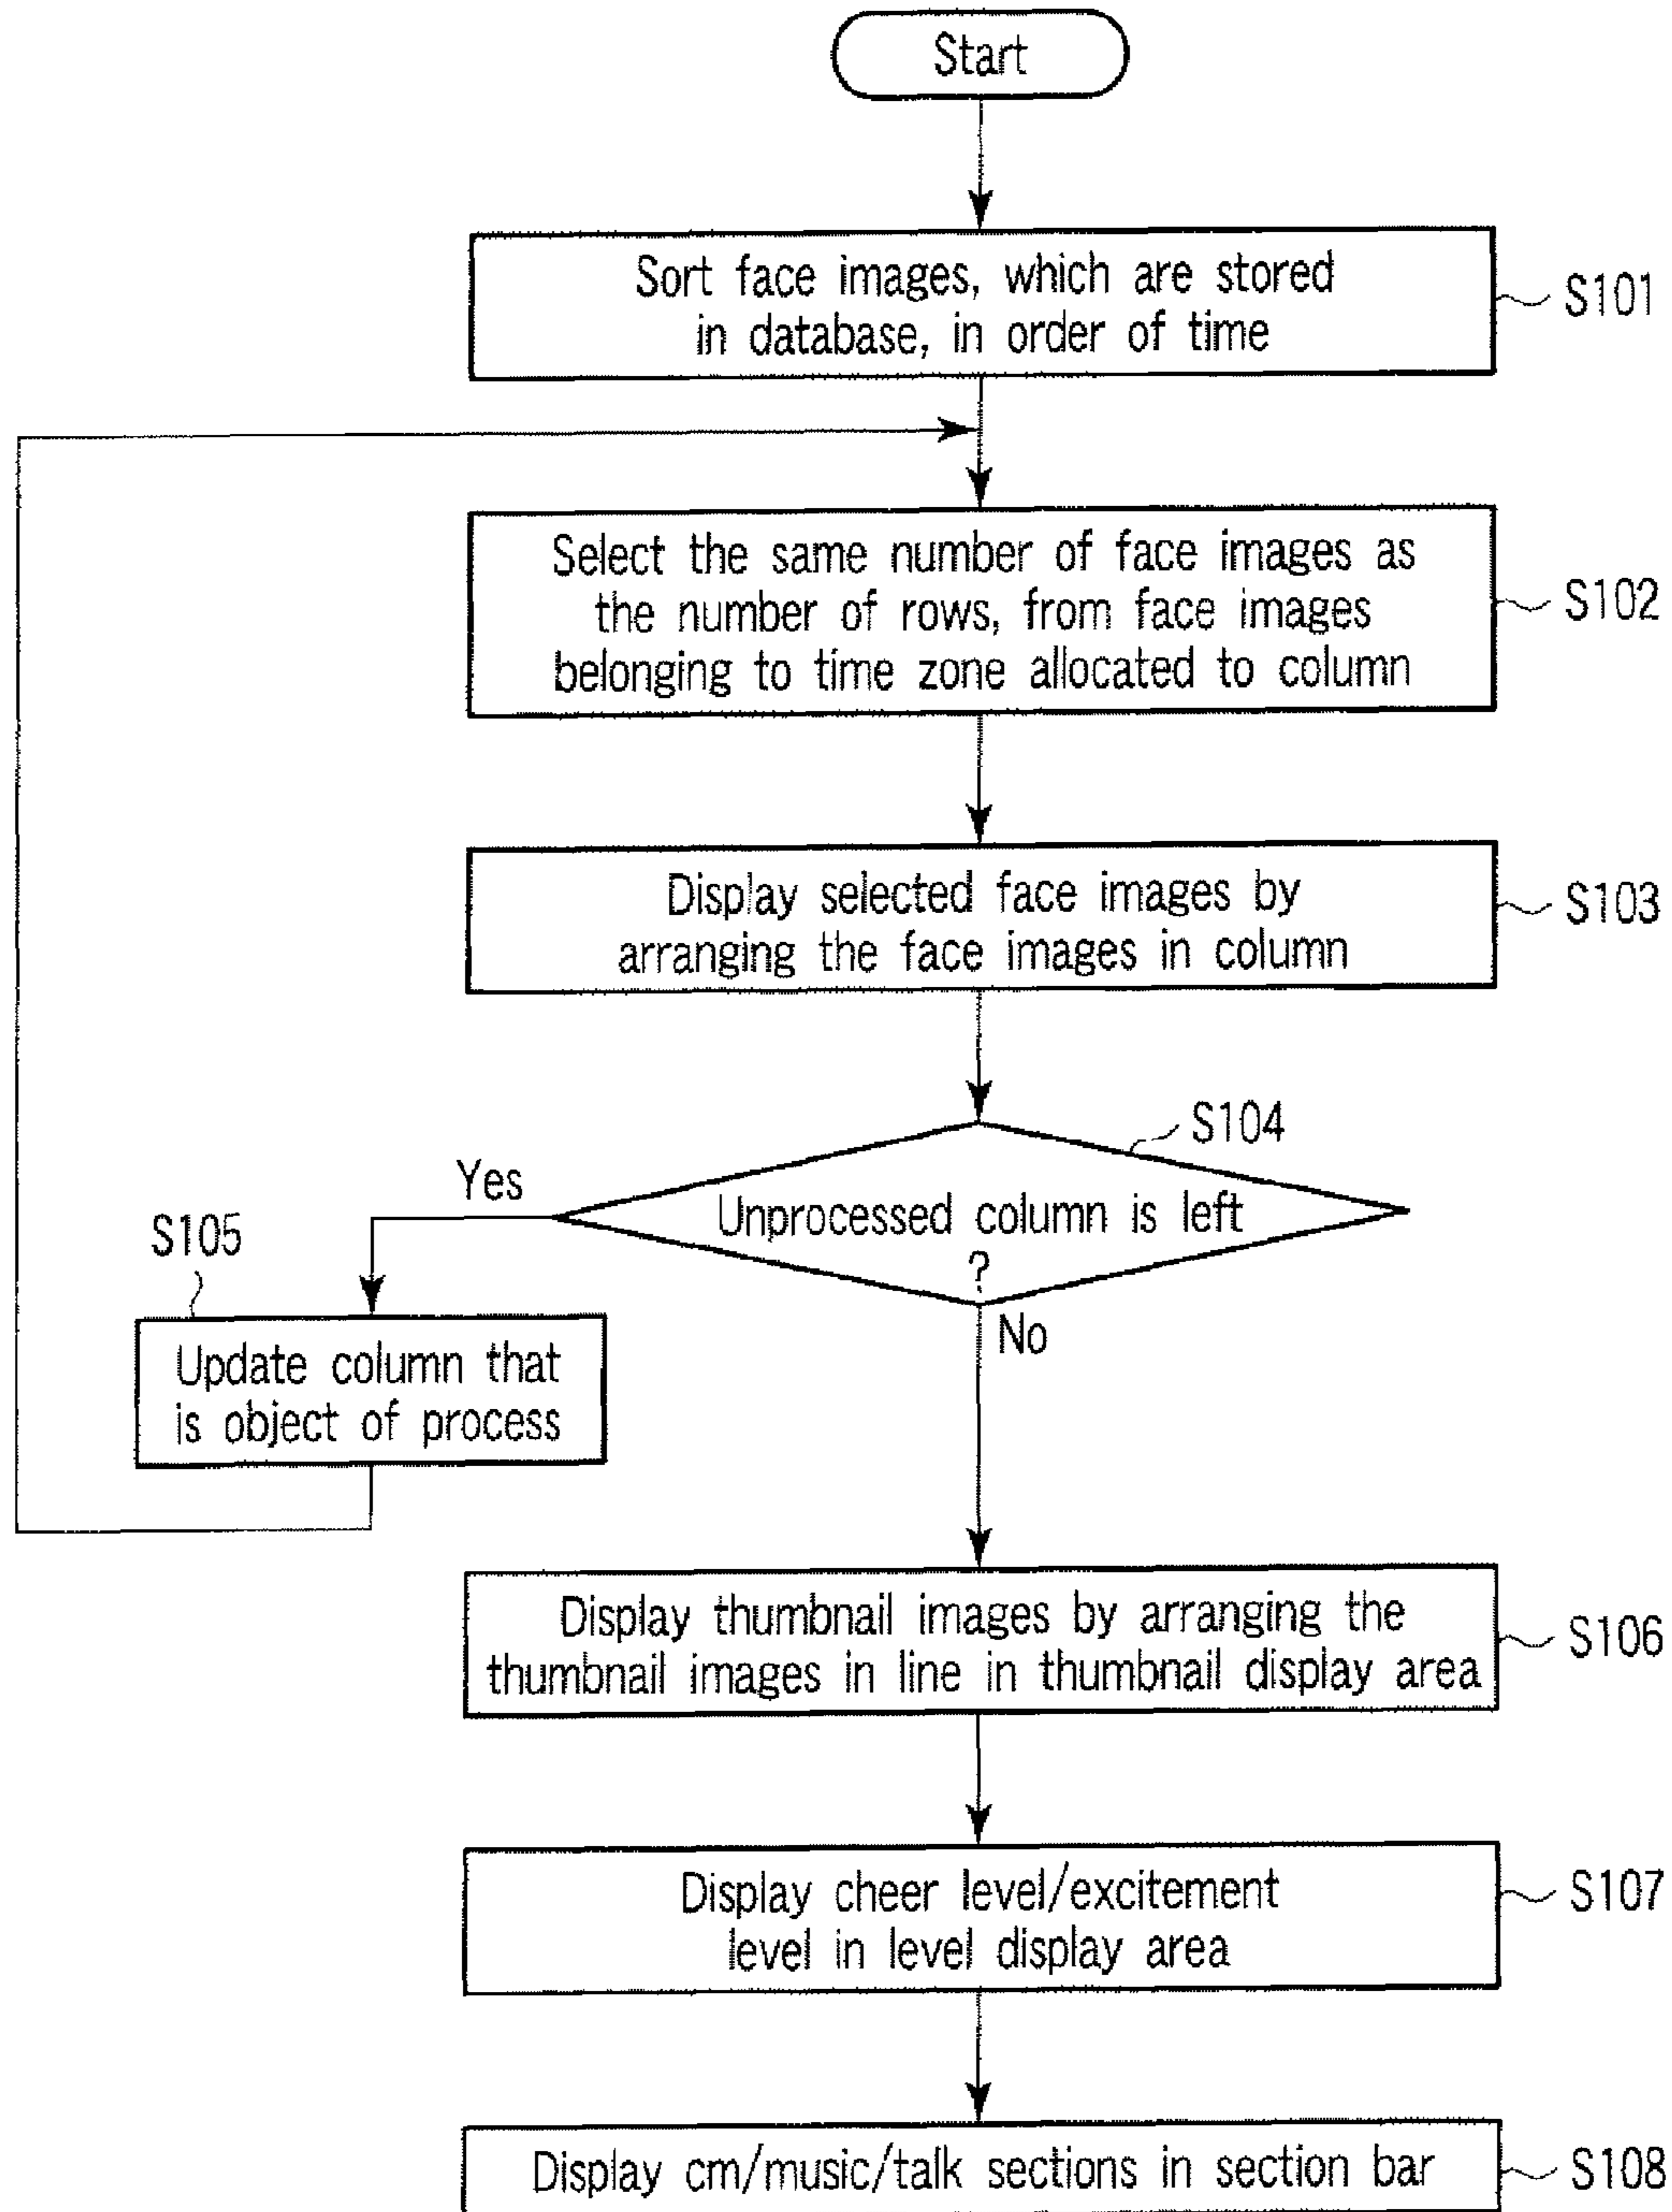 Start
Sort face images, which are stored
in database, in order of time
S101
Select the same number of face images as
the number of rows, from face images
belonging to time zone allocated to column
S102
Display selected face images by
arranging the face images in column
S103
S104
Yes
Unprocessed column is left
?
No
S105
Update column that
is object of process
Display thumbnail images by arranging the
thumbnail images in line in thumbnail display area
S106
Display cheer level/excitement
level in level display area
S107
Display cm/music/talk sections in section bar
S108